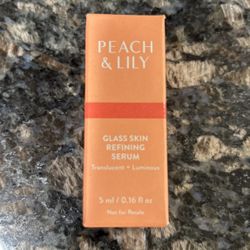 PEACH
& LILY
GLASS SKIN
REFINING
SERUM
Translucent + Luminous
5 ml / 0.16 fl oz
Not for Resale